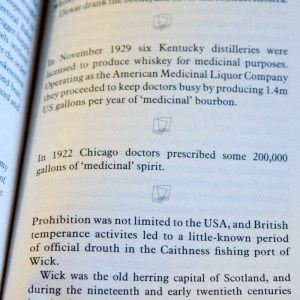 Dewar drank the
In November 1929 six Kentucky distilleries were
licensed to produce whiskey for medicinal purposes.
Operating as the American Medicinal Liquor Company
they proceeded to keep doctors busy by producing 1.4m
US gallons per year of ‘medicinal’ bourbon.
In 1922 Chicago doctors prescribed some 200,000
gallons of ‘medicinal’ spirit.
Prohibition was not limited to the USA, and British
temperance activites led to a little-known period
of official drouth in the Caithness fishing port of
Wick.
Wick was the old herring capital of Scotland, and
during the nineteenth and early twentieth centuries